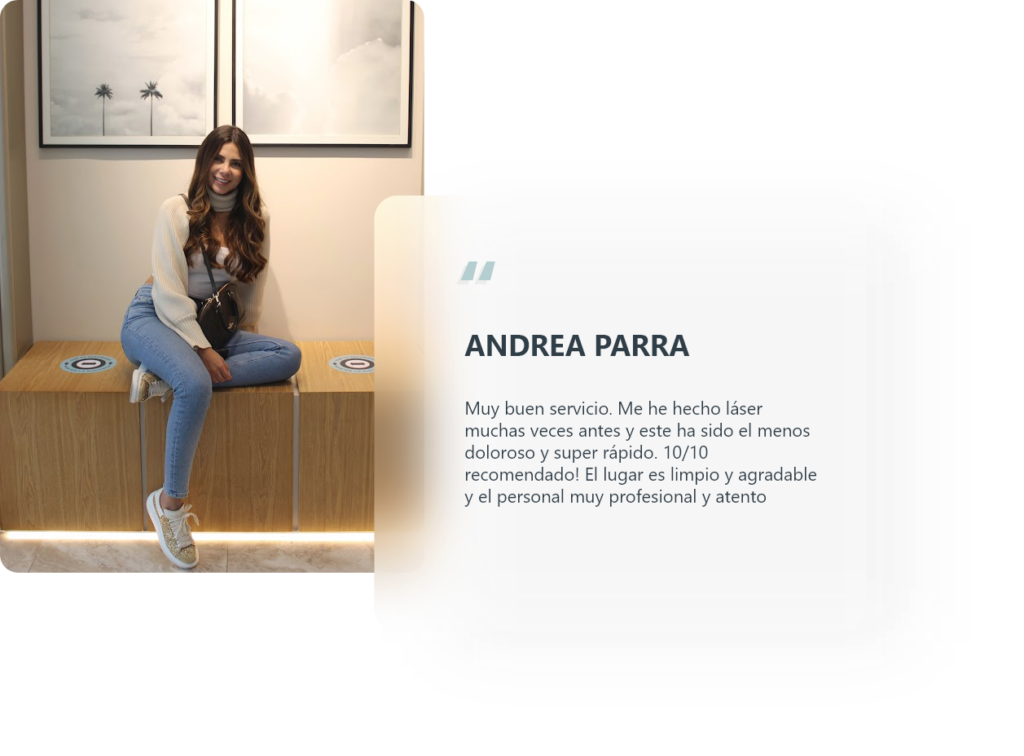 ANDREA PARRA
Muy buen servicio. Me he hecho láser
muchas veces antes y este ha sido el menos
doloroso y super rápido. 10/10
recomendado! El lugar es limpio y agradable
y el personal muy profesional y atento